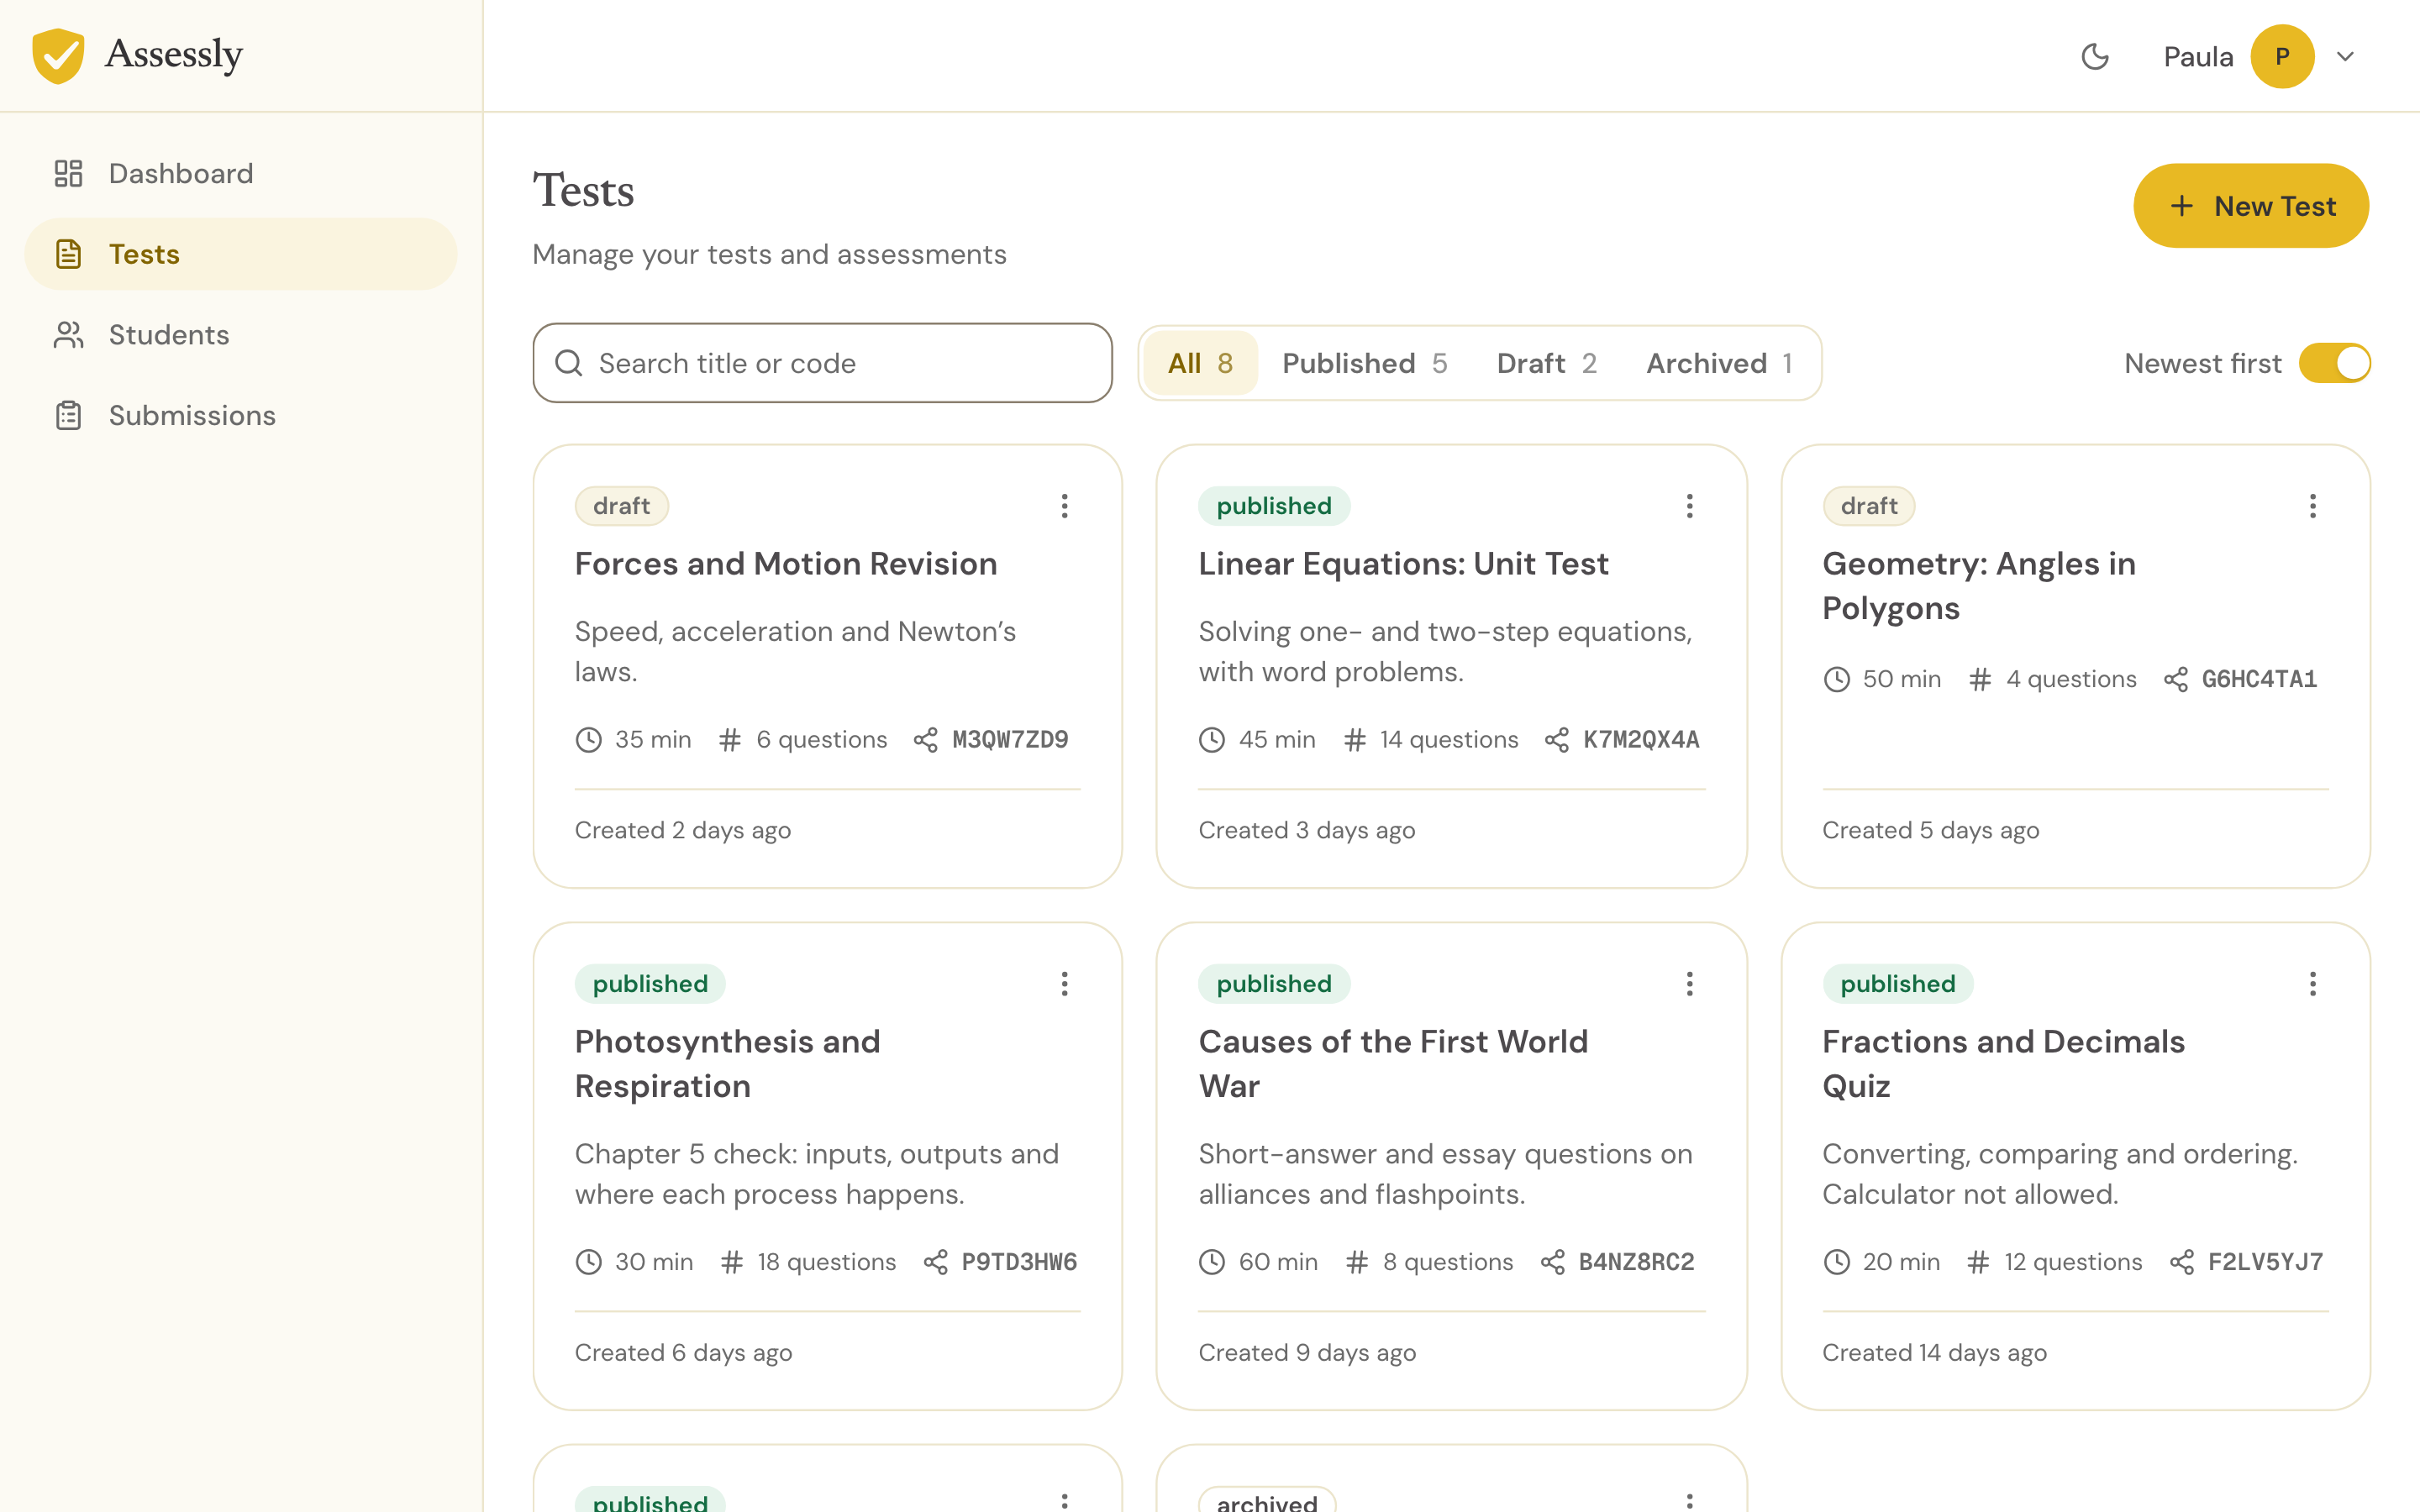 Assessly
Paula
P
Dashboard
Tests
Students
Submissions
Tests
Manage your tests and assessments
New Test
Search title or code
All 8
Published 5
Draft 2
Archived 1
Newest first
draft
Forces and Motion Revision
Speed, acceleration and Newton’s
laws.
35 min
6 questions
M3QW7ZD9
Created 2 days ago
published
Linear Equations: Unit Test
Solving one- and two-step equations,
with word problems.
45 min
14 questions
K7M2QX4A
Created 3 days ago
draft
Geometry: Angles in
Polygons
50 min
4 questions
G6HC4TA1
Created 5 days ago
published
Photosynthesis and
Respiration
Chapter 5 check: inputs, outputs and
where each process happens.
30 min
18 questions
P9TD3HW6
Created 6 days ago
published
Causes of the First World
War
Short-answer and essay questions on
alliances and flashpoints.
60 min
8 questions
B4NZ8RC2
Created 9 days ago
published
Fractions and Decimals
Quiz
Converting, comparing and ordering.
Calculator not allowed.
20 min
12 questions
F2LV5YJ7
Created 14 days ago
published
archived